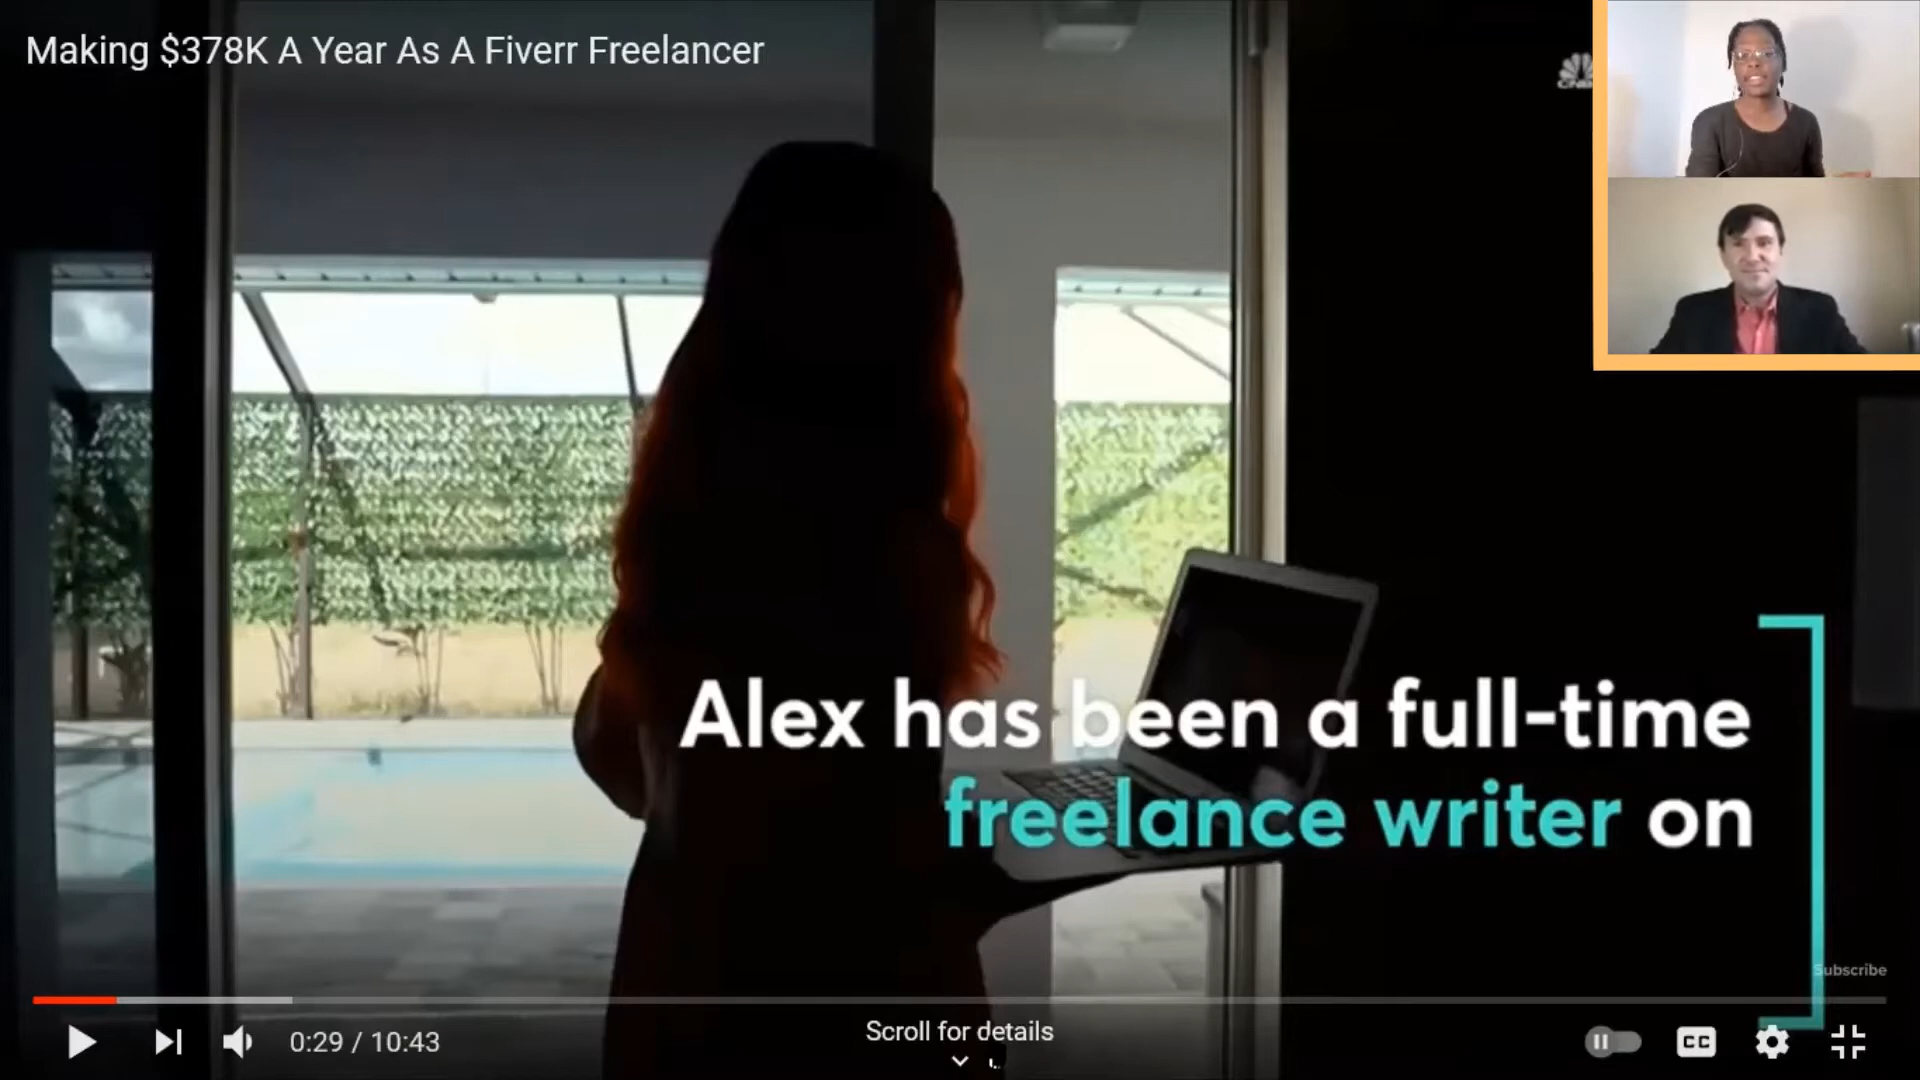 Making $378K A Year As A Fiverr Freelancer
Alex has been a full-time
freelance writer on
Subscribe
0:29 / 10:43
Scroll for details
CC